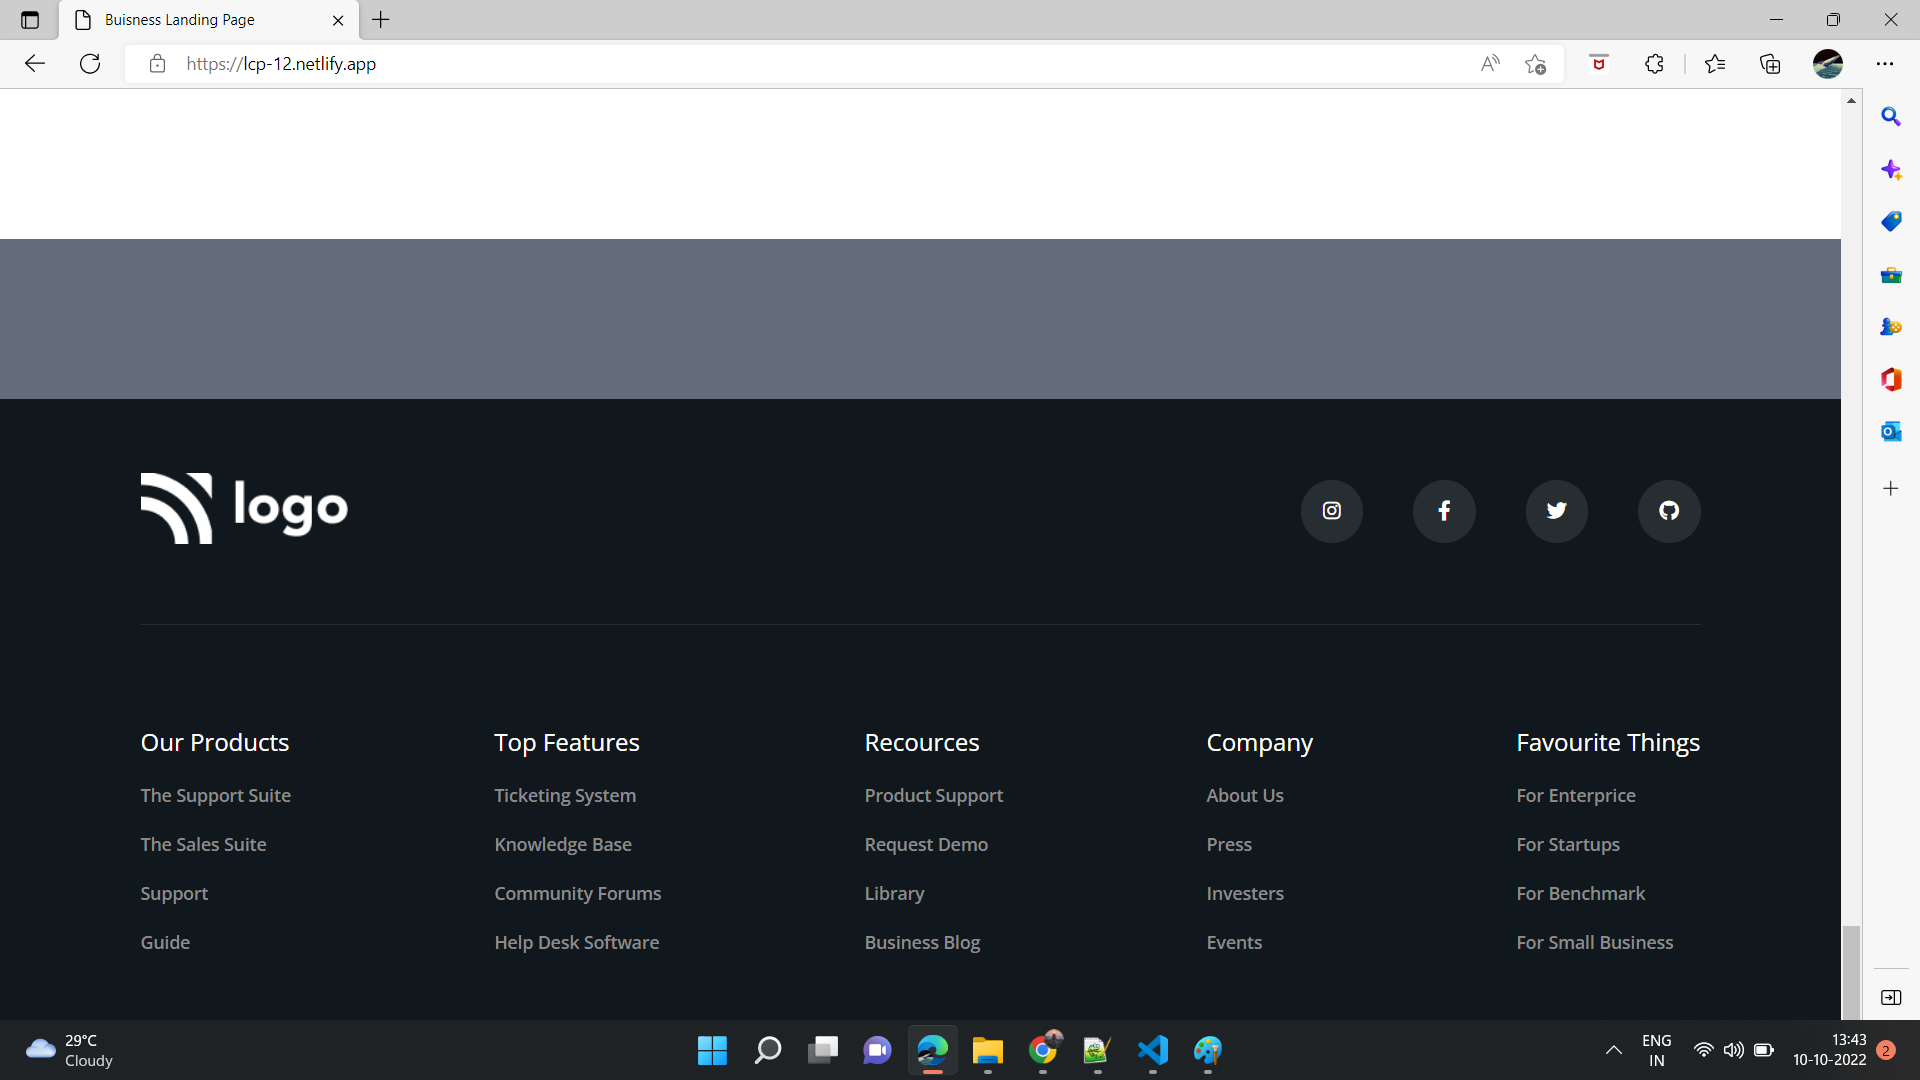 Buisness Landing Page
https://lcp-12.netlify.app
logo
Our Products
The Support Suite
The Sales Suite
Support
Guide
Top Features
Ticketing System
Knowledge Base
Community Forums
Help Desk Software
Recources
Product Support
Request Demo
Library
Business Blog
Company
About Us
Press
Investers
Events
Favourite Things
For Enterprice
For Startups
For Benchmark
For Small Business
29°C
Cloudy
ENG
IN
13:43
10-10-2022
2